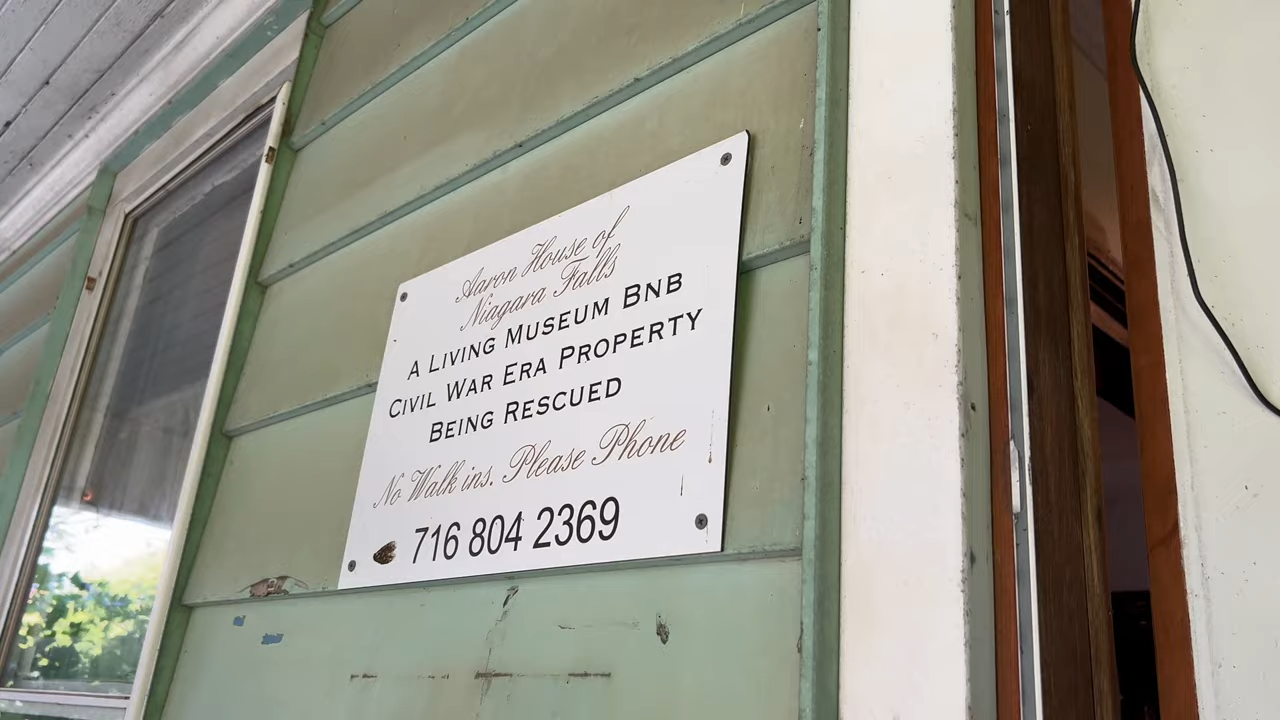 Aaron House of
Niagara Falls
A Living Museum BnB
Civil War Era Property
Being Rescued
No Walk ins. Please Phone
716 804 2369